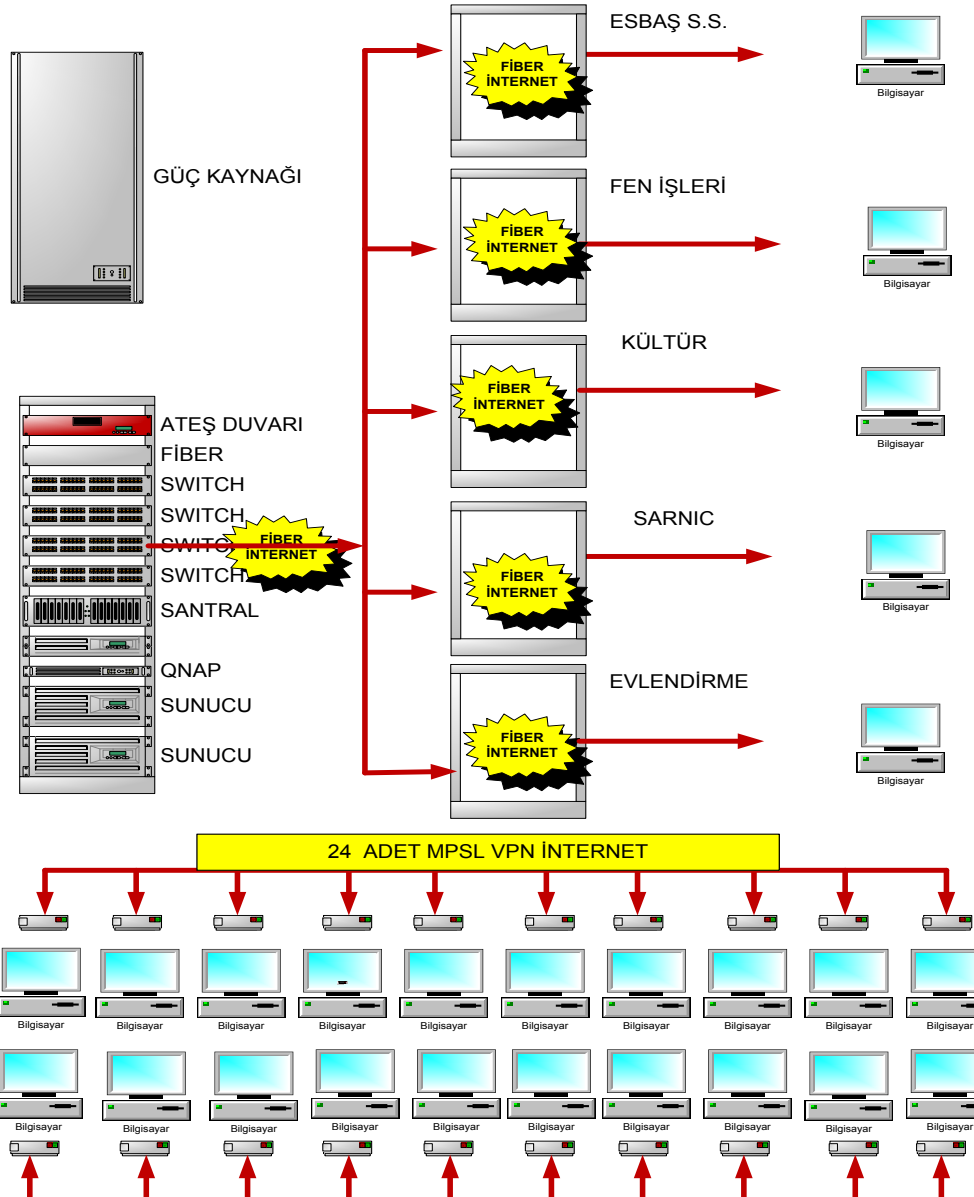 ESBAŞ S.S.
FİBER
İNTERNET
Bilgisayar
GÜÇ KAYNAĞI
FEN İŞLERİ
FİBER
İNTERNET
Bilgisayar
KÜLTÜR
FİBER
İNTERNET
Bilgisayar
ATEŞ DUVARI
FİBER
SWITCH
SWITCH
SWITCH
SWITCH
FİBER
İNTERNET
SANTRAL
QNAP
SUNUCU
SUNUCU
SARNIC
FİBER
İNTERNET
Bilgisayar
EVLENDİRME
FİBER
İNTERNET
Bilgisayar
24 ADET MPSL VPN İNTERNET
Bilgisayar Bilgisayar Bilgisayar Bilgisayar Bilgisayar Bilgisayar Bilgisayar Bilgisayar Bilgisayar Bilgisayar
Bilgisayar Bilgisayar Bilgisayar Bilgisayar Bilgisayar Bilgisayar Bilgisayar Bilgisayar Bilgisayar Bilgisayar